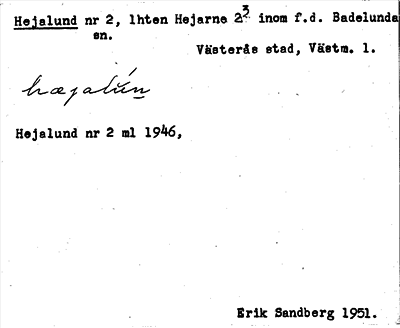 Hejalund nr 2, lhten Hejarne 2³ inom f.d. Badelunda
sn.
Västerås stad, Västm. l.
hæjalún
Hejalund nr 2 ml 1946,
Erik Sandberg 1951.